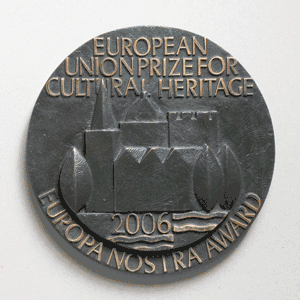 EUROPEAN
UNION PRIZE FOR
CULTURAL HERITAGE
2006
EUROPA NOSTRA AWARD